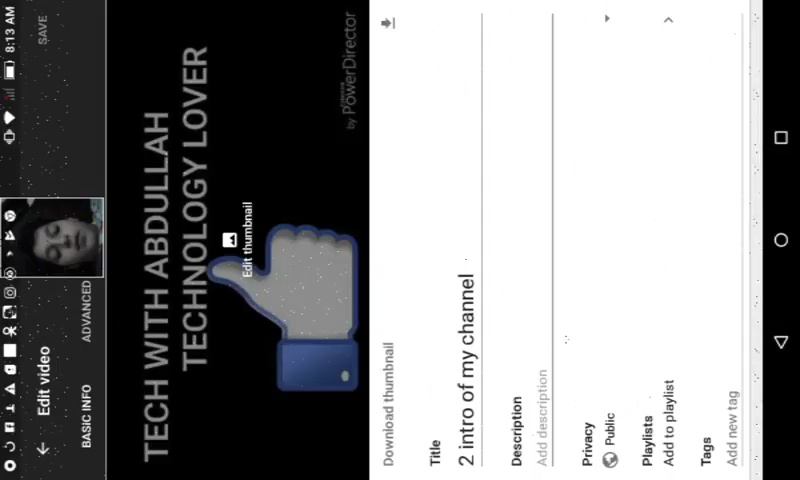 8:13 AM
Edit video
SAVE
BASIC INFO
ADVANCED
TECH WITH ABDULLAH
TECHNOLOGY LOVER
Edit thumbnail
by PowerDirector
Download thumbnail
Title
2 intro of my channel
Description
Add description
Privacy
Public
Playlists
Add to playlist
Tags
Add new tag